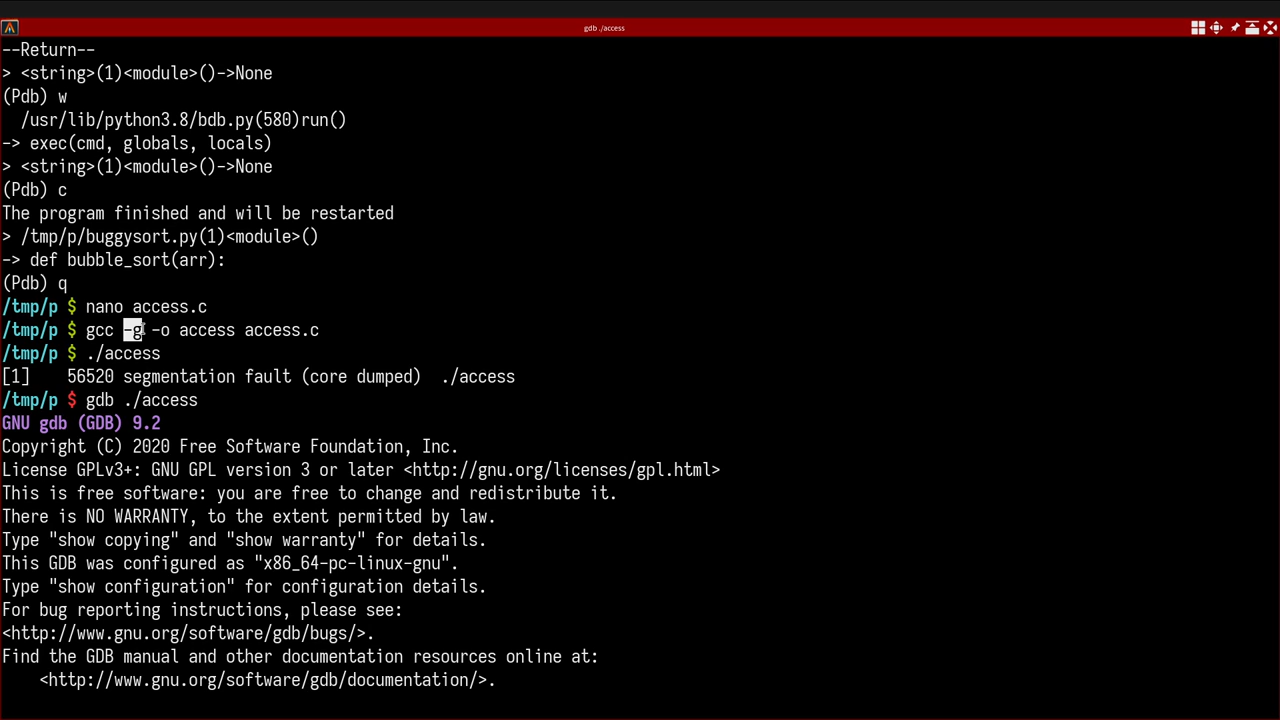 gdb ./access
--Return--
> <string>(1)<module>()->None
(Pdb) w
  /usr/lib/python3.8/bdb.py(580)run()
-> exec(cmd, globals, locals)
> <string>(1)<module>()->None
(Pdb) c
The program finished and will be restarted
> /tmp/p/buggysort.py(1)<module>()
-> def bubble_sort(arr):
(Pdb) q
/tmp/p $ nano access.c
/tmp/p $ gcc -g -o access access.c
/tmp/p $ ./access
[1]    56520 segmentation fault (core dumped)  ./access
/tmp/p $ gdb ./access
GNU gdb (GDB) 9.2
Copyright (C) 2020 Free Software Foundation, Inc.
License GPLv3+: GNU GPL version 3 or later <http://gnu.org/licenses/gpl.html>
This is free software: you are free to change and redistribute it.
There is NO WARRANTY, to the extent permitted by law.
Type "show copying" and "show warranty" for details.
This GDB was configured as "x86_64-pc-linux-gnu".
Type "show configuration" for configuration details.
For bug reporting instructions, please see:
<http://www.gnu.org/software/gdb/bugs/>.
Find the GDB manual and other documentation resources online at:
    <http://www.gnu.org/software/gdb/documentation/>.